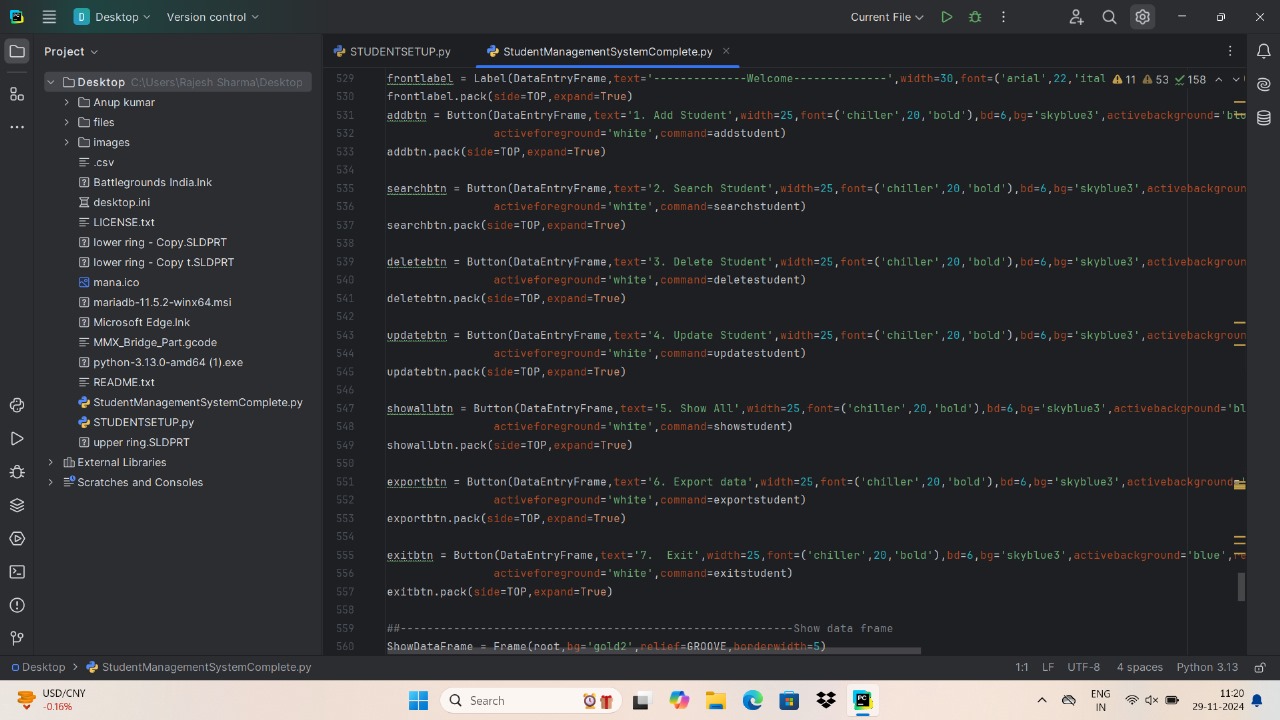 Desktop
Version control
Current File
Project
STUDENTSETUP.py
StudentManagementSystemComplete.py
Desktop C:\Users\Rajesh Sharma\Desktop
Anup kumar
files
images
.csv
Battlegrounds India.lnk
desktop.ini
LICENSE.txt
lower ring - Copy.SLDPRT
lower ring - Copy t.SLDPRT
mana.ico
mariadb-11.5.2-winx64.msi
Microsoft Edge.lnk
MMX_Bridge_Part.gcode
python-3.13.0-amd64 (1).exe
README.txt
StudentManagementSystemComplete.py
STUDENTSETUP.py
upper ring.SLDPRT
External Libraries
Scratches and Consoles
11 53 158
529 frontlabel = Label(DataEntryFrame,text='--------------Welcome--------------',width=30,font=('arial',22,'ital
530 frontlabel.pack(side=TOP,expand=True)
531 addbtn = Button(DataEntryFrame,text='1. Add Student',width=25,font=('chiller',20,'bold'),bd=6,bg='skyblue3',activebackground='blu
532 activeforeground='white',command=addstudent)
533 addbtn.pack(side=TOP,expand=True)
534
535 searchbtn = Button(DataEntryFrame,text='2. Search Student',width=25,font=('chiller',20,'bold'),bd=6,bg='skyblue3',activebackgroun
536 activeforeground='white',command=searchstudent)
537 searchbtn.pack(side=TOP,expand=True)
538
539 deletebtn = Button(DataEntryFrame,text='3. Delete Student',width=25,font=('chiller',20,'bold'),bd=6,bg='skyblue3',activebackgroun
540 activeforeground='white',command=deletestudent)
541 deletebtn.pack(side=TOP,expand=True)
542
543 updatebtn = Button(DataEntryFrame,text='4. Update Student',width=25,font=('chiller',20,'bold'),bd=6,bg='skyblue3',activebackgroun
544 activeforeground='white',command=updatestudent)
545 updatebtn.pack(side=TOP,expand=True)
546
547 showallbtn = Button(DataEntryFrame,text='5. Show All',width=25,font=('chiller',20,'bold'),bd=6,bg='skyblue3',activebackground='bl
548 activeforeground='white',command=showstudent)
549 showallbtn.pack(side=TOP,expand=True)
550
551 exportbtn = Button(DataEntryFrame,text='6. Export data',width=25,font=('chiller',20,'bold'),bd=6,bg='skyblue3',activebackground=
552 activeforeground='white',command=exportstudent)
553 exportbtn.pack(side=TOP,expand=True)
554
555 exitbtn = Button(DataEntryFrame,text='7.  Exit',width=25,font=('chiller',20,'bold'),bd=6,bg='skyblue3',activebackground='blue',
556 activeforeground='white',command=exitstudent)
557 exitbtn.pack(side=TOP,expand=True)
558
559 ##-----------------------------------------------------------Show data frame
560 ShowDataFrame = Frame(root,bg='gold2',relief=GROOVE,borderwidth=5)
Desktop > StudentManagementSystemComplete.py
1:1 LF UTF-8 4 spaces Python 3.13
USD/CNY
-0.16%
Search
ENG
IN
11:20
29-11-2024